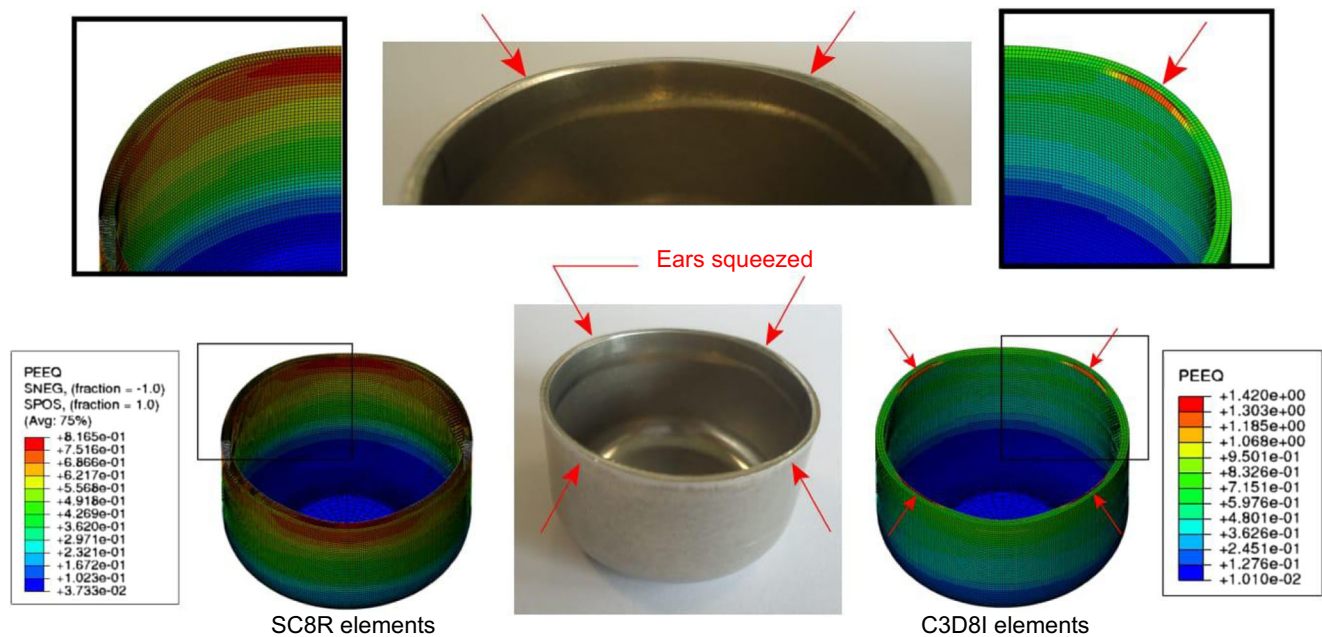 Ears squeezed
PEEQ
SNEG, (fraction = -1.0)
SPOS, (fraction = 1.0)
(Avg: 75%)
+8.165e-01
+7.516e-01
+6.866e-01
+6.217e-01
+5.568e-01
+4.918e-01
+4.269e-01
+3.620e-01
+2.971e-01
+2.321e-01
+1.672e-01
+1.023e-01
+3.733e-02
PEEQ
+1.420e+00
+1.303e+00
+1.185e+00
+1.068e+00
+9.501e-01
+8.326e-01
+7.151e-01
+5.976e-01
+4.801e-01
+3.626e-01
+2.451e-01
+1.276e-01
+1.010e-02
SC8R elements
C3D8I elements